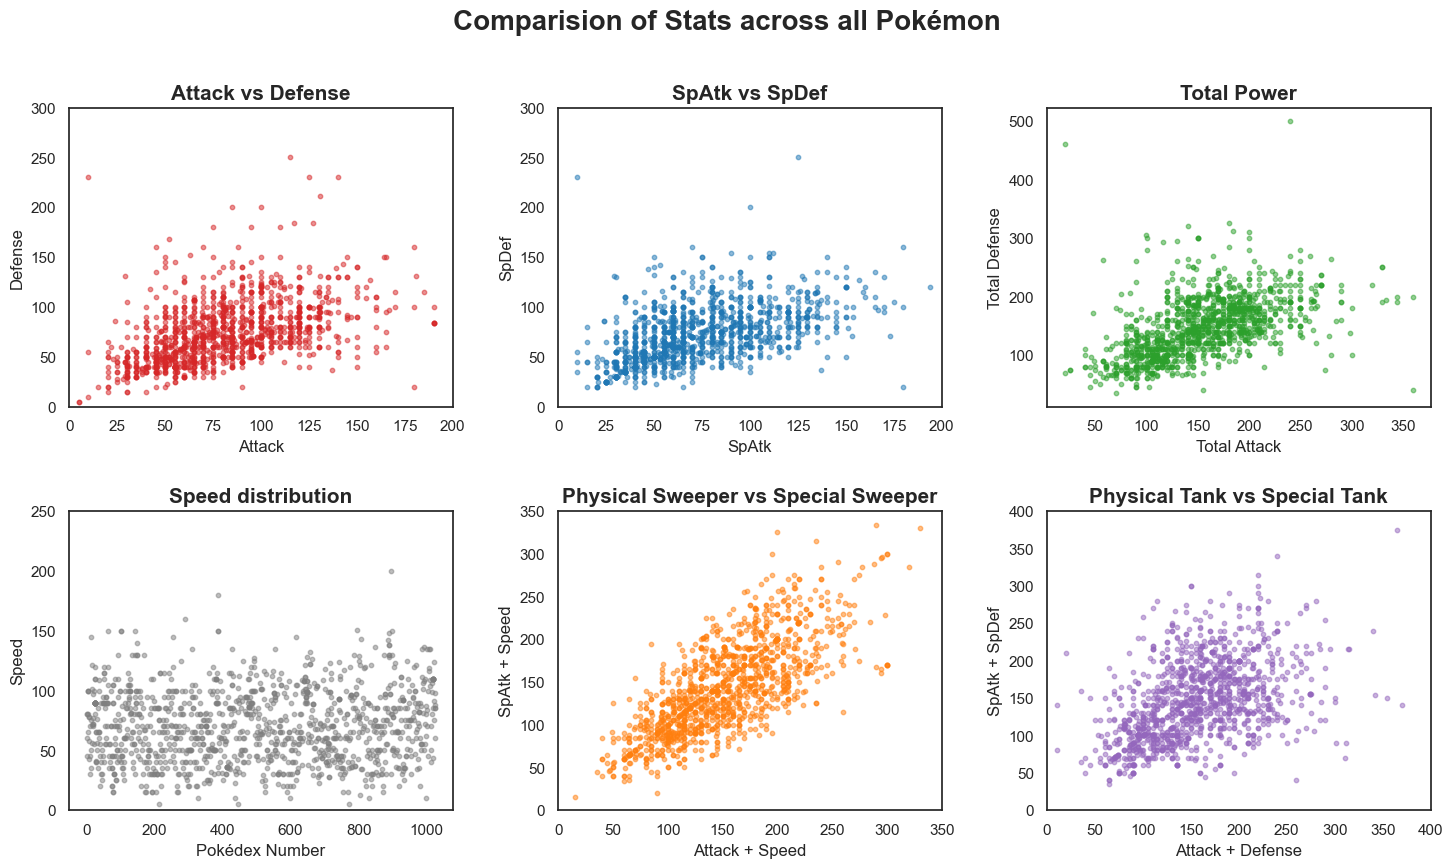 Comparision of Stats across all Pokémon
Attack vs Defense
300
250
200
150
100
50
0
Defense
0 25 50 75 100 125 150 175 200
Attack
SpAtk vs SpDef
300
250
200
150
100
50
0
SpDef
0 25 50 75 100 125 150 175 200
SpAtk
Total Power
500
400
300
200
100
Total Defense
50 100 150 200 250 300 350
Total Attack
Speed distribution
250
200
150
100
50
0
Speed
0 200 400 600 800 1000
Pokédex Number
Physical Sweeper vs Special Sweeper
350
300
250
200
150
100
50
0
SpAtk + Speed
0 50 100 150 200 250 300 350
Attack + Speed
Physical Tank vs Special Tank
400
350
300
250
200
150
100
50
0
SpAtk + SpDef
0 50 100 150 200 250 300 350 400
Attack + Defense